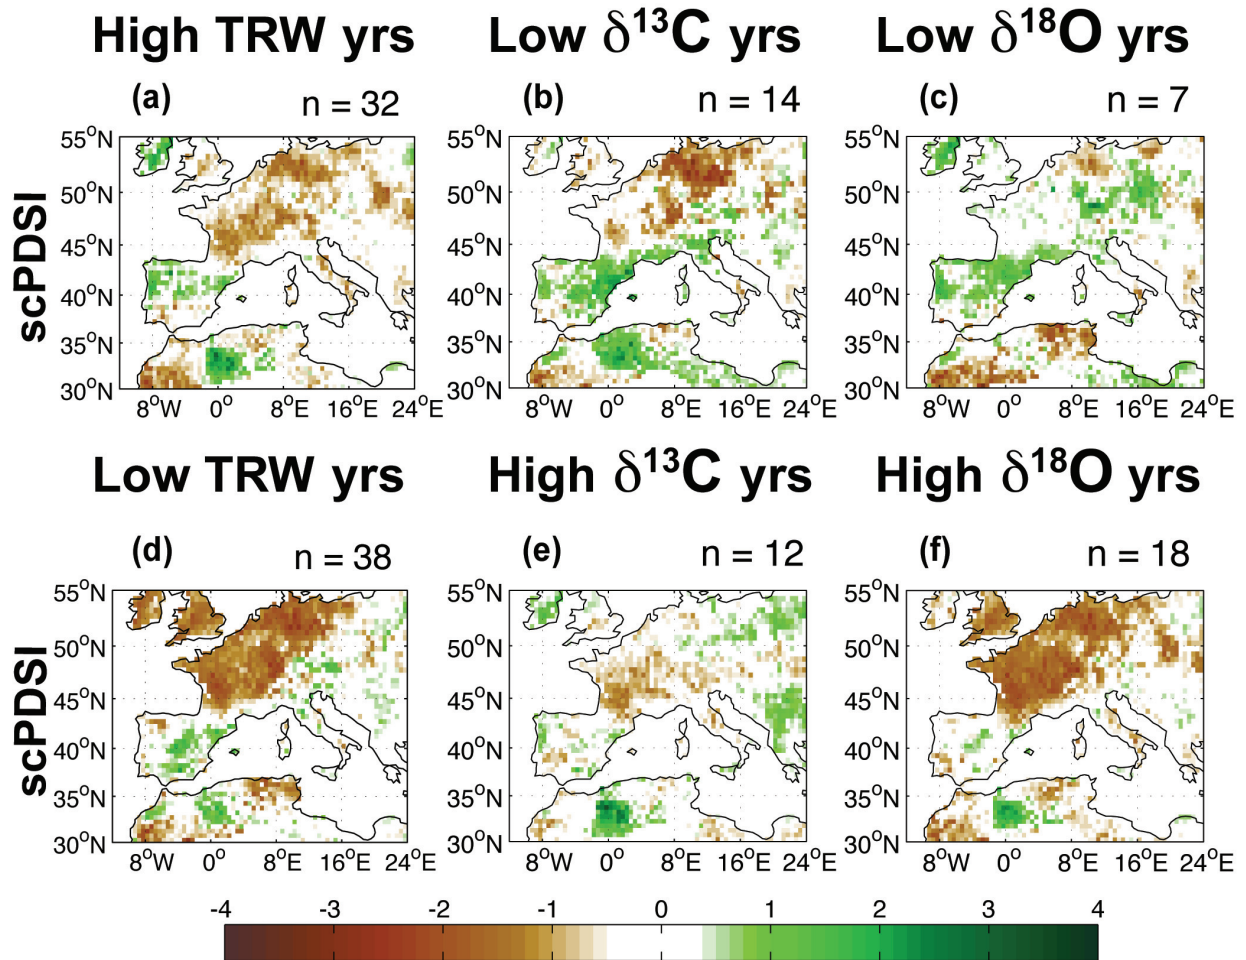 High TRW yrs Low δ¹³C yrs Low δ¹⁸O yrs
(a) n = 32 (b) n = 14 (c) n = 7
scPDSI
55°N 55°N 55°N
50°N 50°N 50°N
45°N 45°N 45°N
40°N 40°N 40°N
35°N 35°N 35°N
30°N 30°N 30°N
8°W 0° 8°E 16°E 24°E 8°W 0° 8°E 16°E 24°E 8°W 0° 8°E 16°E 24°E
Low TRW yrs High δ¹³C yrs High δ¹⁸O yrs
(d) n = 38 (e) n = 12 (f) n = 18
scPDSI
55°N 55°N 55°N
50°N 50°N 50°N
45°N 45°N 45°N
40°N 40°N 40°N
35°N 35°N 35°N
30°N 30°N 30°N
8°W 0° 8°E 16°E 24°E 8°W 0° 8°E 16°E 24°E 8°W 0° 8°E 16°E 24°E
-4 -3 -2 -1 0 1 2 3 4